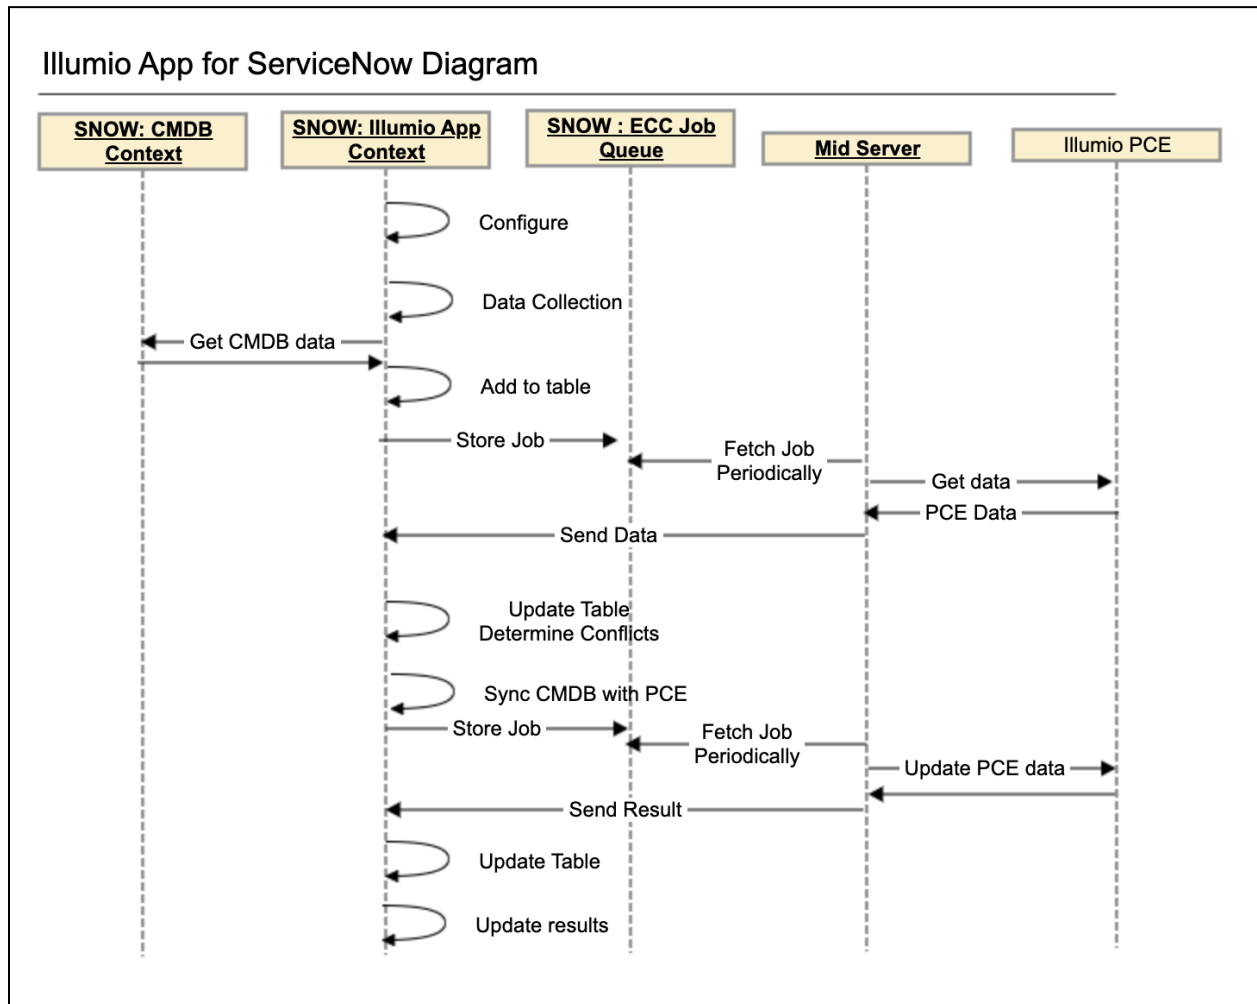 Illumio App for ServiceNow Diagram
SNOW: CMDB
Context
SNOW: Illumio App
Context
SNOW : ECC Job
Queue
Mid Server
Illumio PCE
Configure
Data Collection
Get CMDB data
Add to table
Store Job
Fetch Job
Periodically
Get data
PCE Data
Send Data
Update Table
Determine Conflicts
Sync CMDB with PCE
Store Job
Fetch Job
Periodically
Update PCE data
Send Result
Update Table
Update results